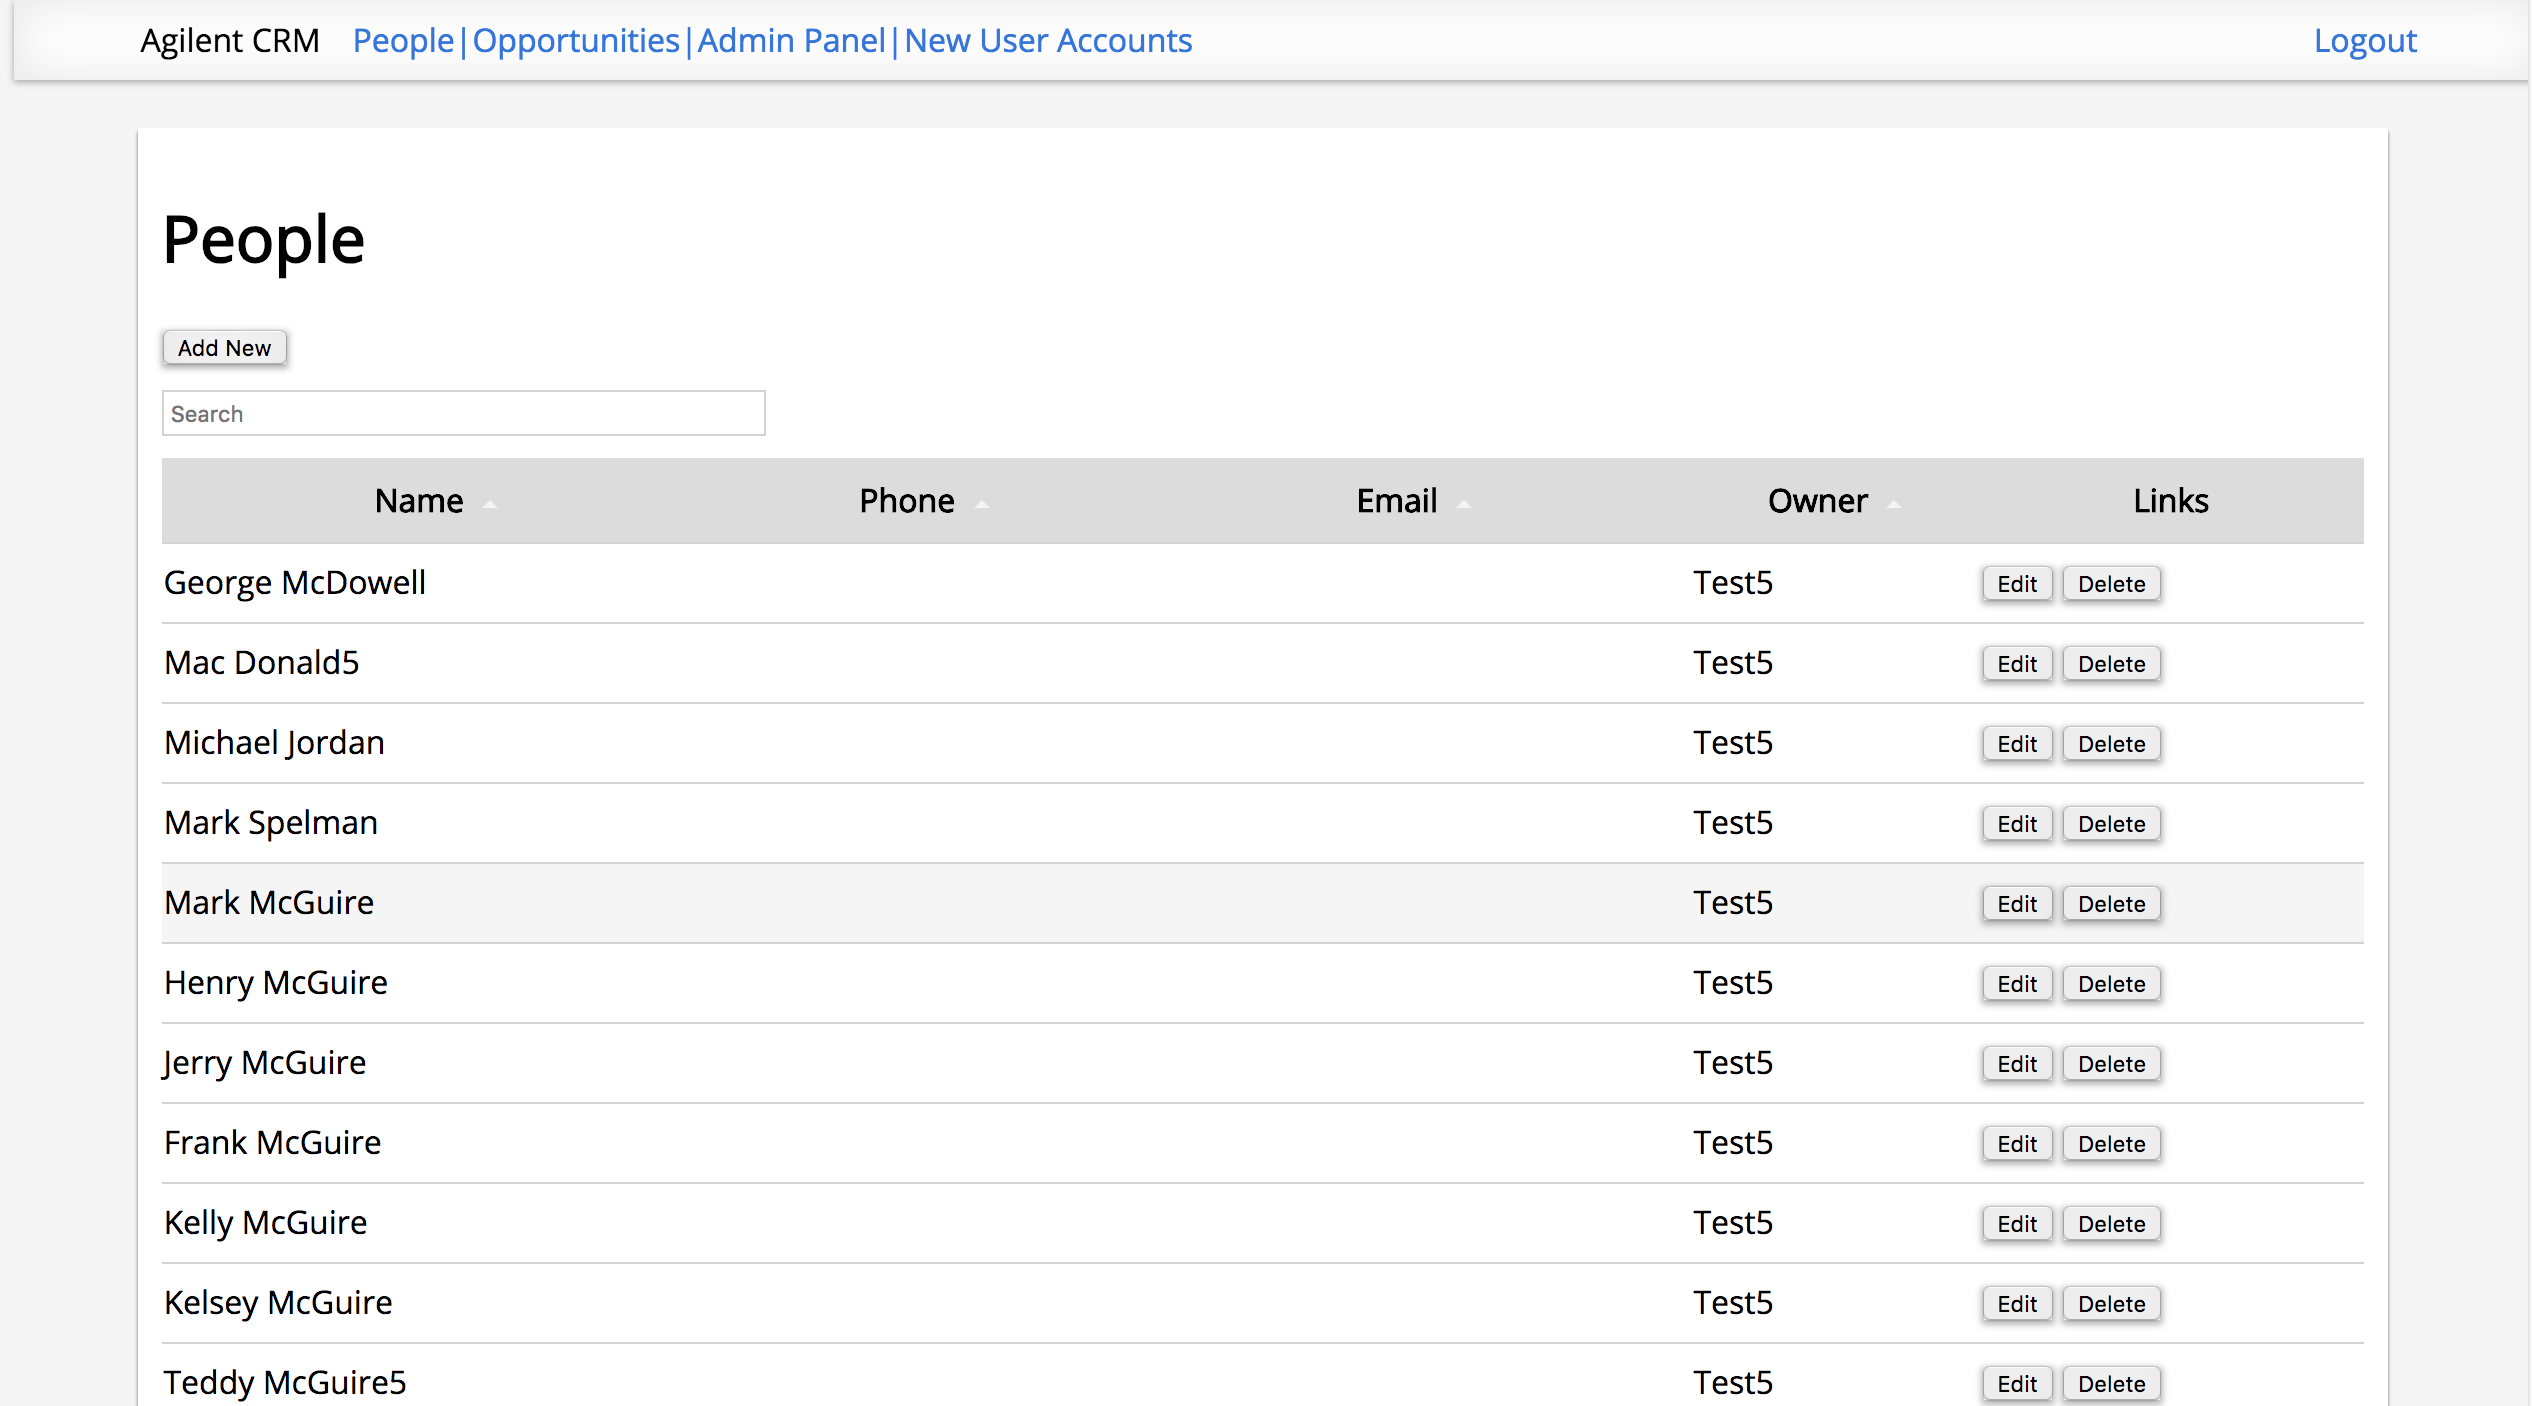 Agilent CRM People|Opportunities|Admin Panel|New User Accounts Logout
People
Add New
Search
Name Phone Email Owner Links
George McDowell Test5 Edit Delete
Mac Donald5 Test5 Edit Delete
Michael Jordan Test5 Edit Delete
Mark Spelman Test5 Edit Delete
Mark McGuire Test5 Edit Delete
Henry McGuire Test5 Edit Delete
Jerry McGuire Test5 Edit Delete
Frank McGuire Test5 Edit Delete
Kelly McGuire Test5 Edit Delete
Kelsey McGuire Test5 Edit Delete
Teddy McGuire5 Test5 Edit Delete